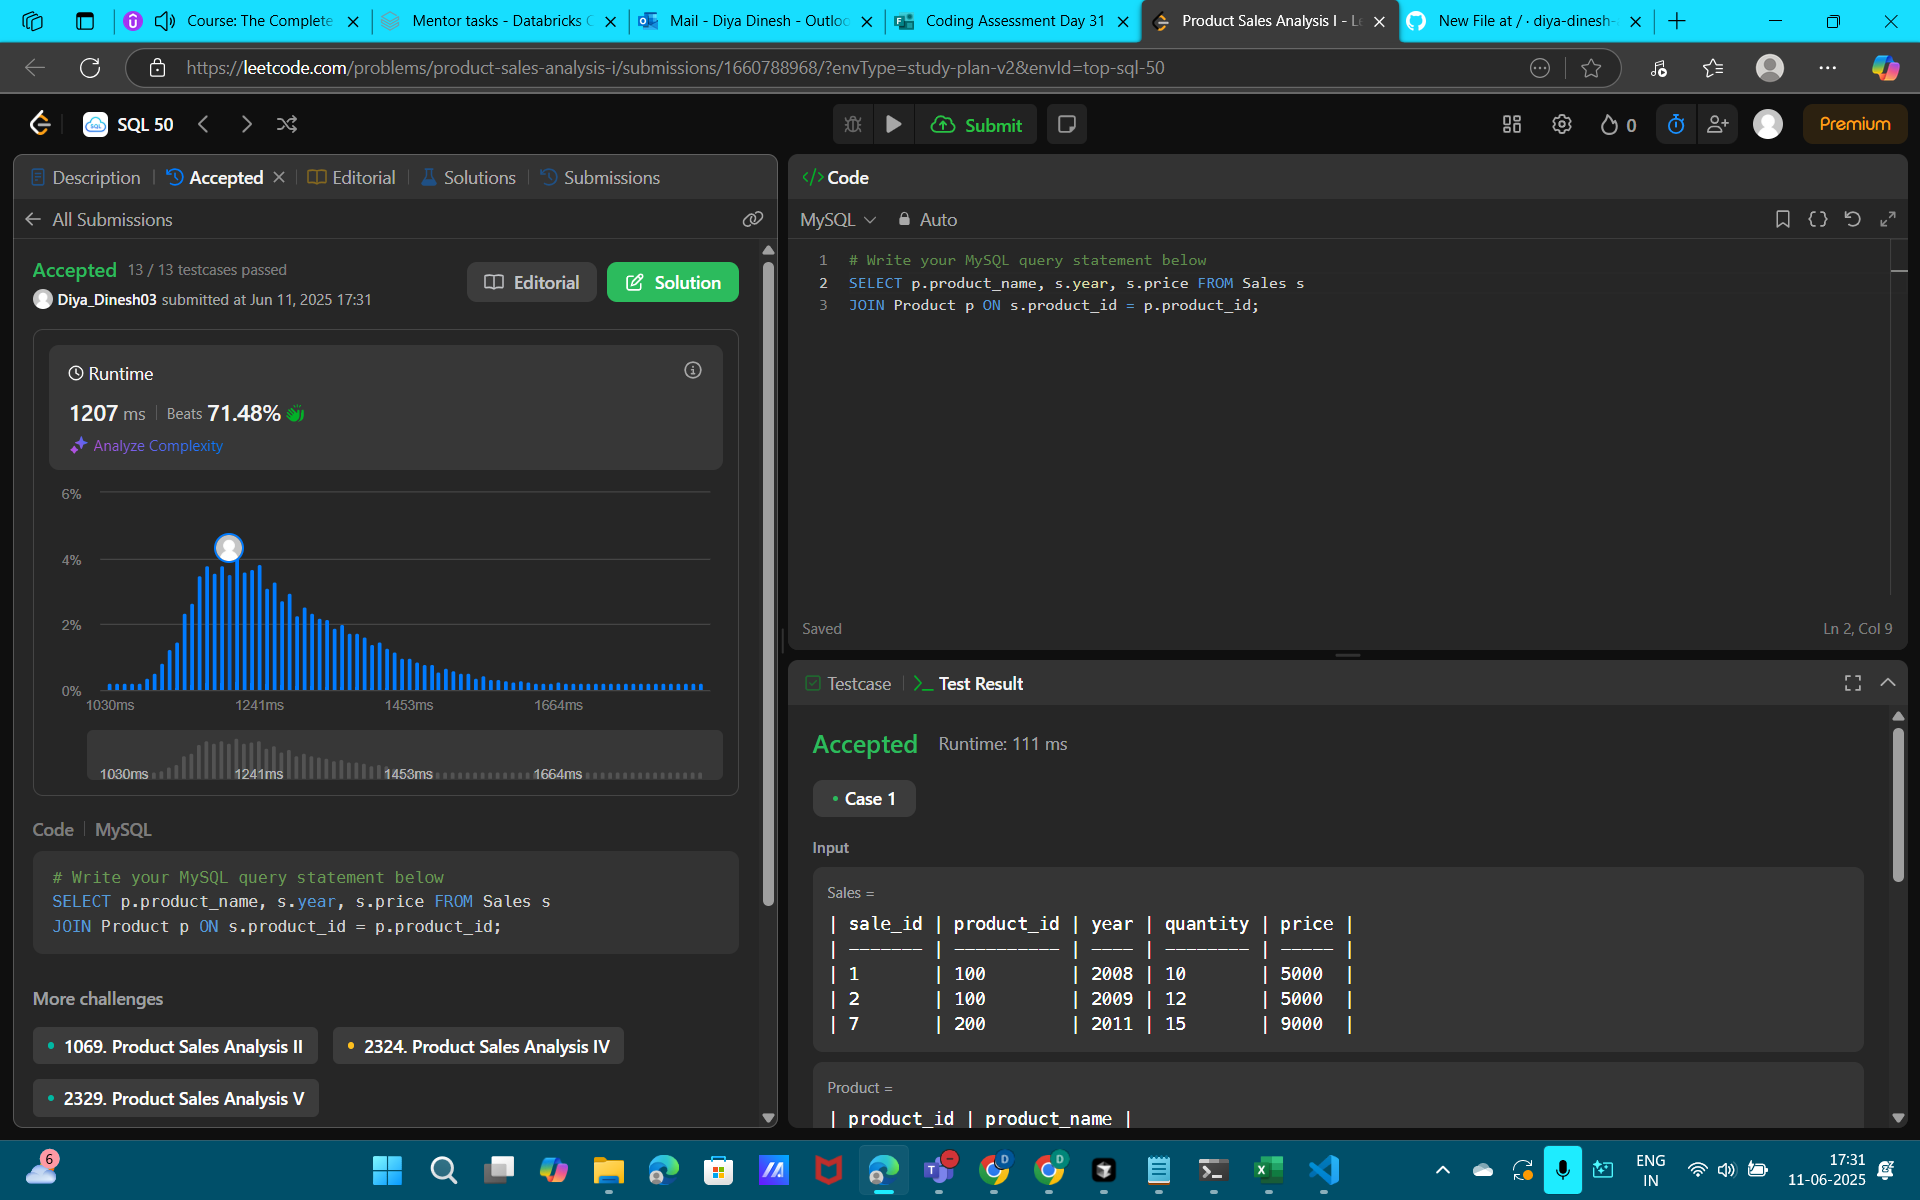 Course: The Complete
Mentor tasks - Databricks C
Mail - Diya Dinesh - Outloo
Coding Assessment Day 31
Product Sales Analysis I - Le
New File at / · diya-dinesh-
https://leetcode.com/problems/product-sales-analysis-i/submissions/1660788968/?envType=study-plan-v2&envId=top-sql-50
SQL 50
Submit
0
Premium
Description
Accepted
Editorial
Solutions
Submissions
All Submissions
Accepted 13 / 13 testcases passed
Diya_Dinesh03 submitted at Jun 11, 2025 17:31
Editorial
Solution
Runtime
1207 ms Beats 71.48%
Analyze Complexity
6%
4%
2%
0%
1030ms 1241ms 1453ms 1664ms
1030ms 1241ms 1453ms 1664ms
Code MySQL
# Write your MySQL query statement below
SELECT p.product_name, s.year, s.price FROM Sales s
JOIN Product p ON s.product_id = p.product_id;
More challenges
1069. Product Sales Analysis II
2324. Product Sales Analysis IV
2329. Product Sales Analysis V
</> Code
MySQL Auto
1 # Write your MySQL query statement below
2 SELECT p.product_name, s.year, s.price FROM Sales s
3 JOIN Product p ON s.product_id = p.product_id;
Saved
Ln 2, Col 9
Testcase
>_ Test Result
Accepted Runtime: 111 ms
• Case 1
Input
Sales =
| sale_id | product_id | year | quantity | price |
| ------- | ---------- | ---- | -------- | ----- |
| 1 | 100 | 2008 | 10 | 5000 |
| 2 | 100 | 2009 | 12 | 5000 |
| 7 | 200 | 2011 | 15 | 9000 |
Product =
| product_id | product_name |
6
D
D
ENG
IN
17:31
11-06-2025